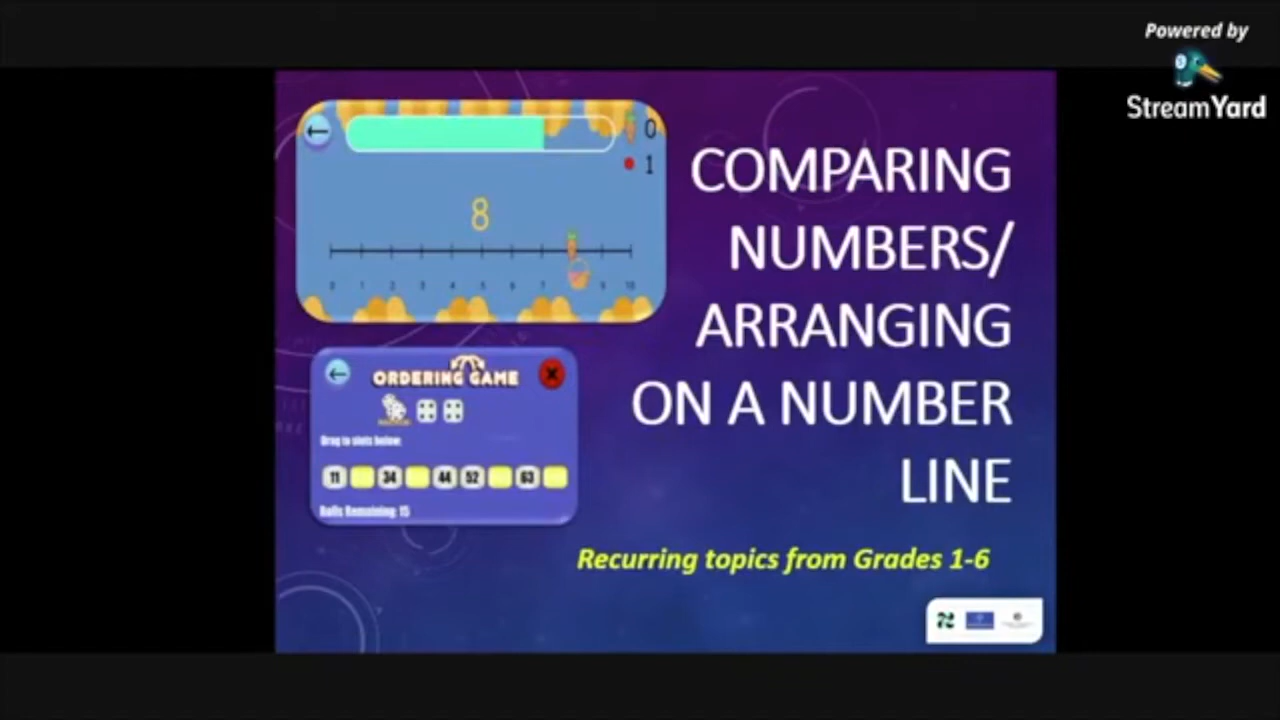 Powered by
StreamYard
0
1
8
0 1 2 3 4 5 6 7 9 10
COMPARING
NUMBERS/
ARRANGING
ON A NUMBER
LINE
ORDERING GAME
Drag to slots below:
11 34 44 52 63
Balls Remaining: 15
Recurring topics from Grades 1-6